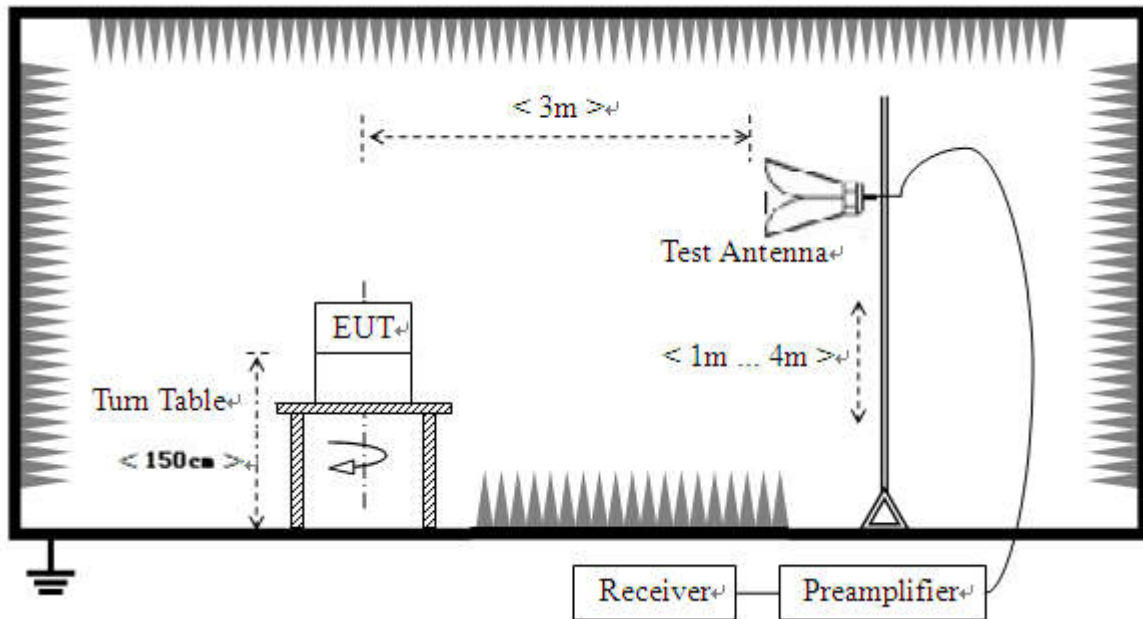 < 3m >↵
Test Antenna↵
EUT↵
< 1m ... 4m >↵
Turn Table↵
< 150cm >↵
Receiver↵
Preamplifier↵